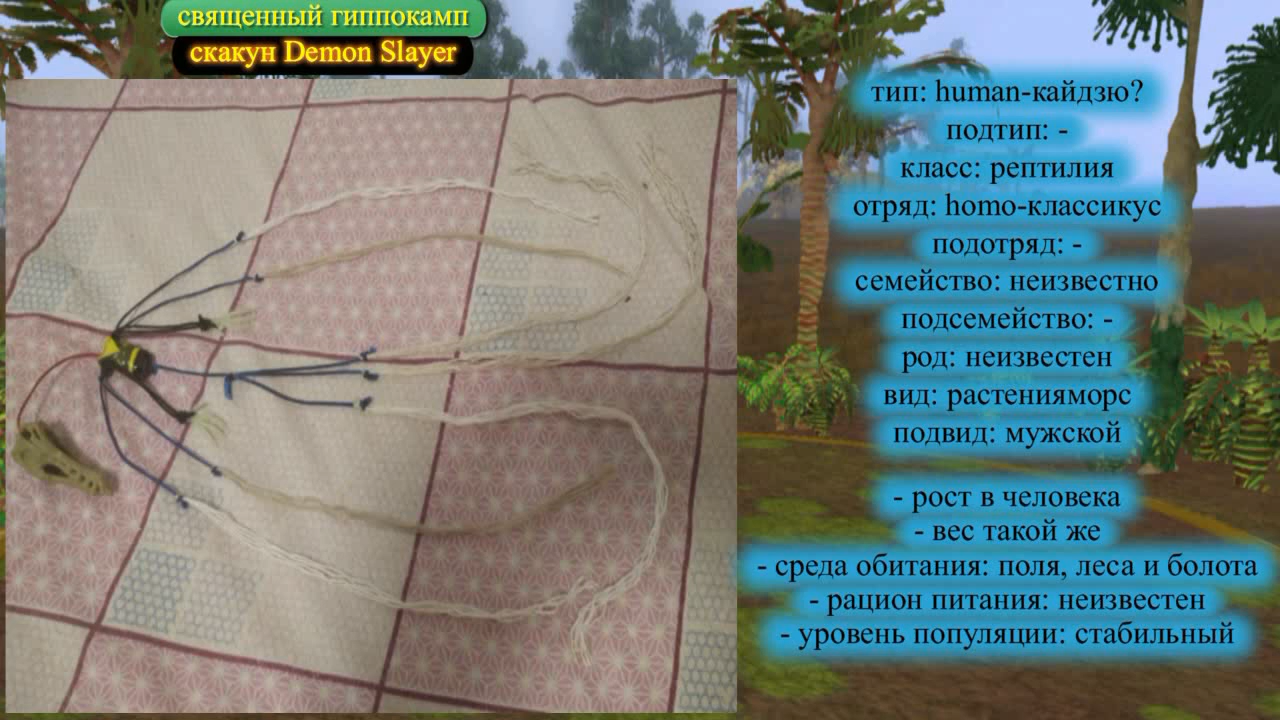 священный гиппокамп
скакун Demon Slayer
тип: human-кайдзю?
подтип: -
класс: рептилия
отряд: homo-классикус
подотряд: -
семейство: неизвестно
подсемейство: -
род: неизвестен
вид: растенияморс
подвид: мужской
- рост в человека
- вес такой же
- среда обитания: поля, леса и болота
- рацион питания: неизвестен
- уровень популяции: стабильный